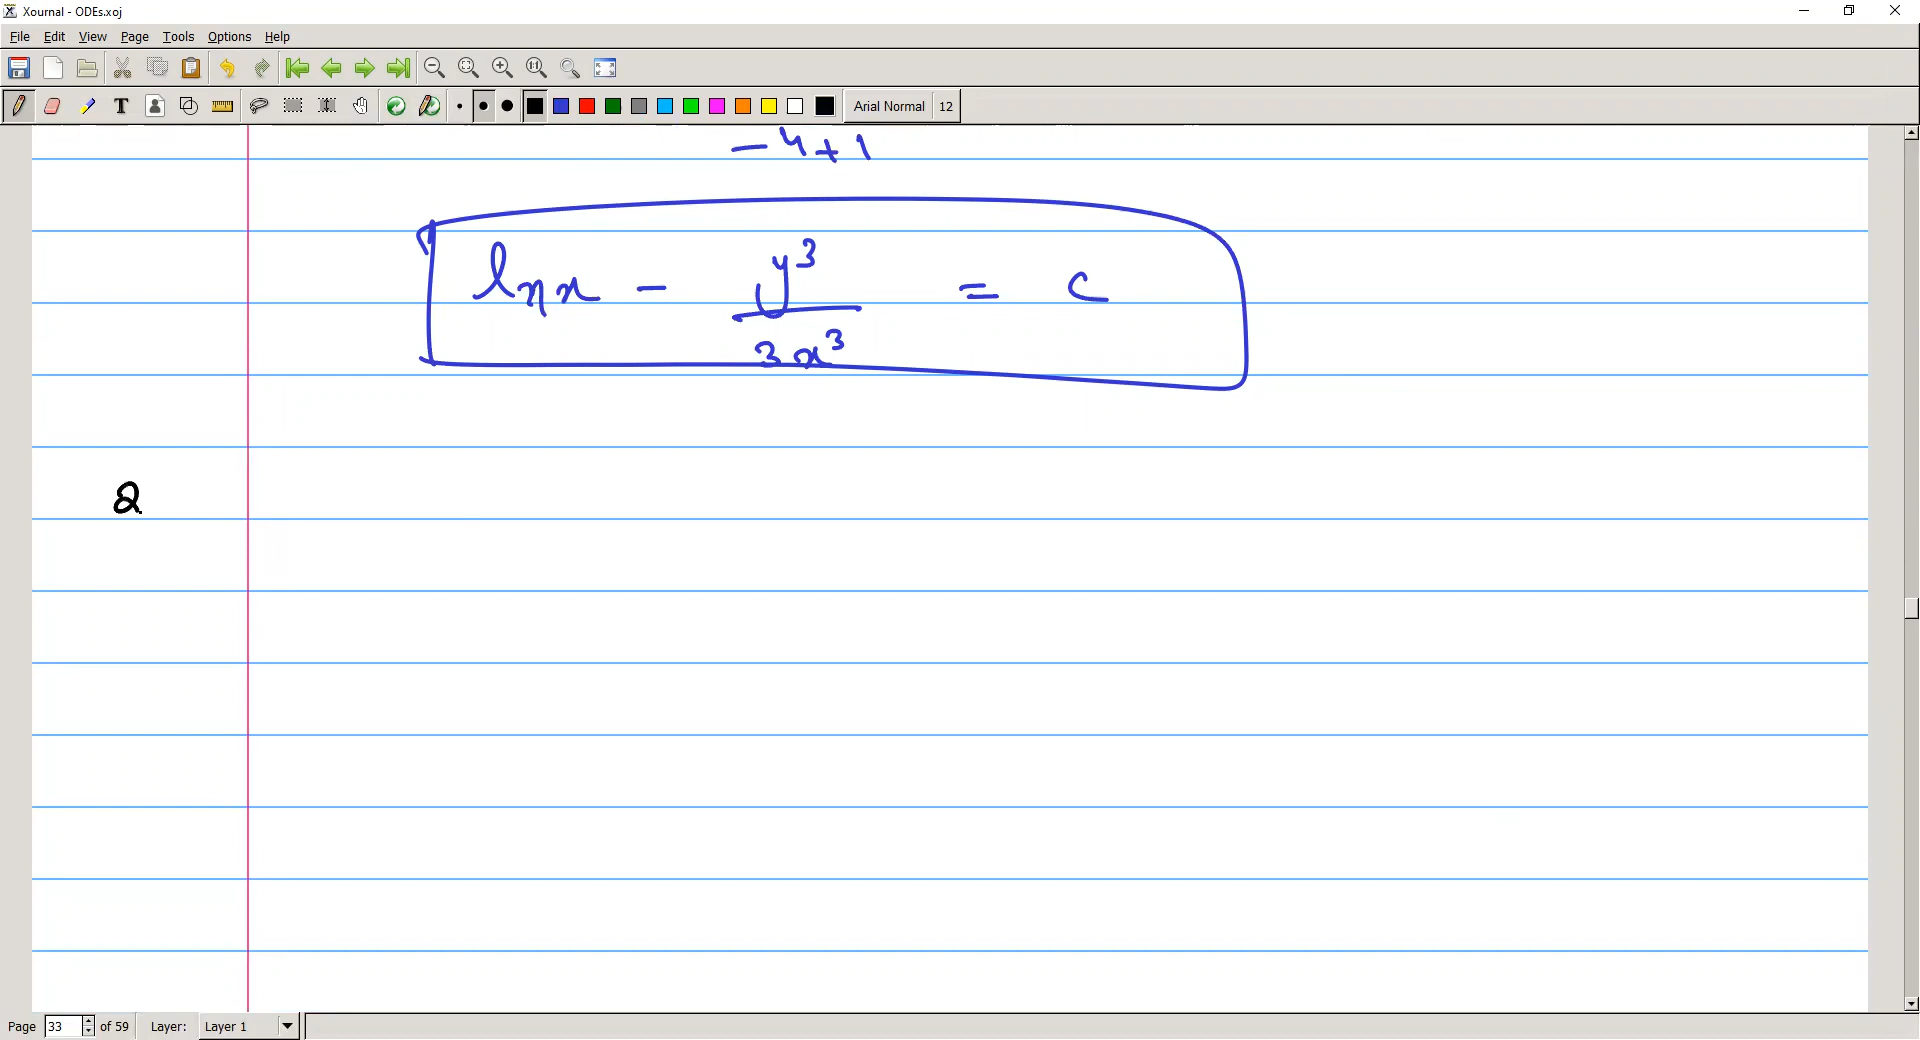 Xournal - ODEs.xoj
File Edit View Page Tools Options Help
Arial Normal 12
-4+1
ln x - y³/3x³ = c
Q
Page 33 of 59 Layer: Layer 1